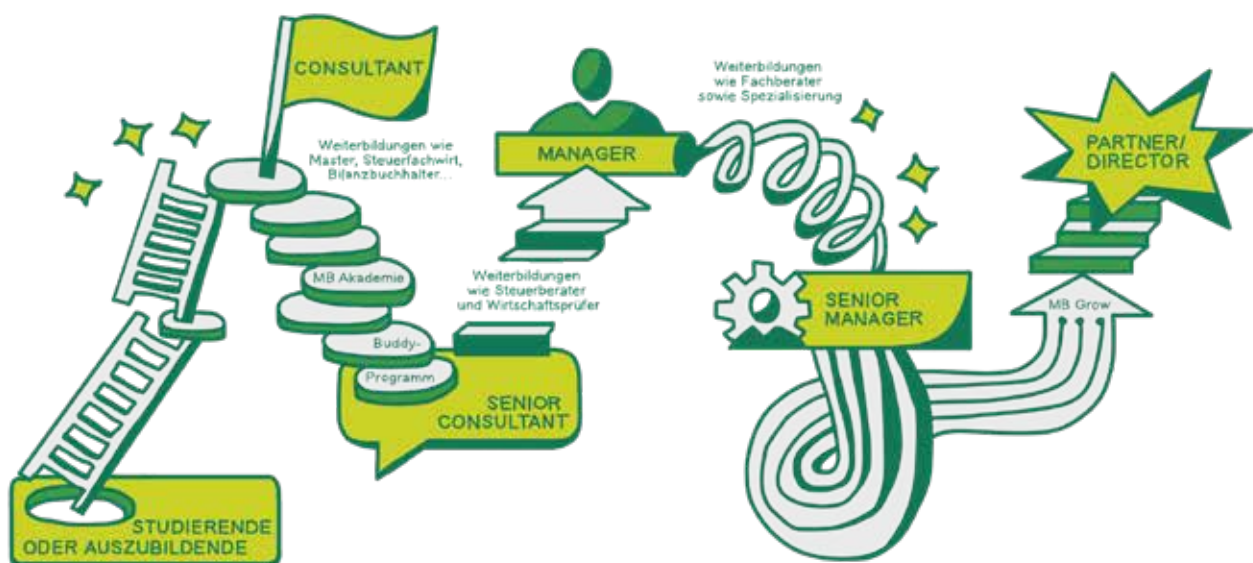 STUDIERENDE
ODER AUSZUBILDENDE
CONSULTANT
Weiterbildungen wie
Master, Steuerfachwirt,
Bilanzbuchhalter...
MB Akademie
Buddy-
Programm
SENIOR
CONSULTANT
Weiterbildungen
wie Steuerberater
und Wirtschaftsprüfer
MANAGER
Weiterbildungen
wie Fachberater
sowie Spezialisierung
SENIOR
MANAGER
MB Grow
PARTNER/
DIRECTOR